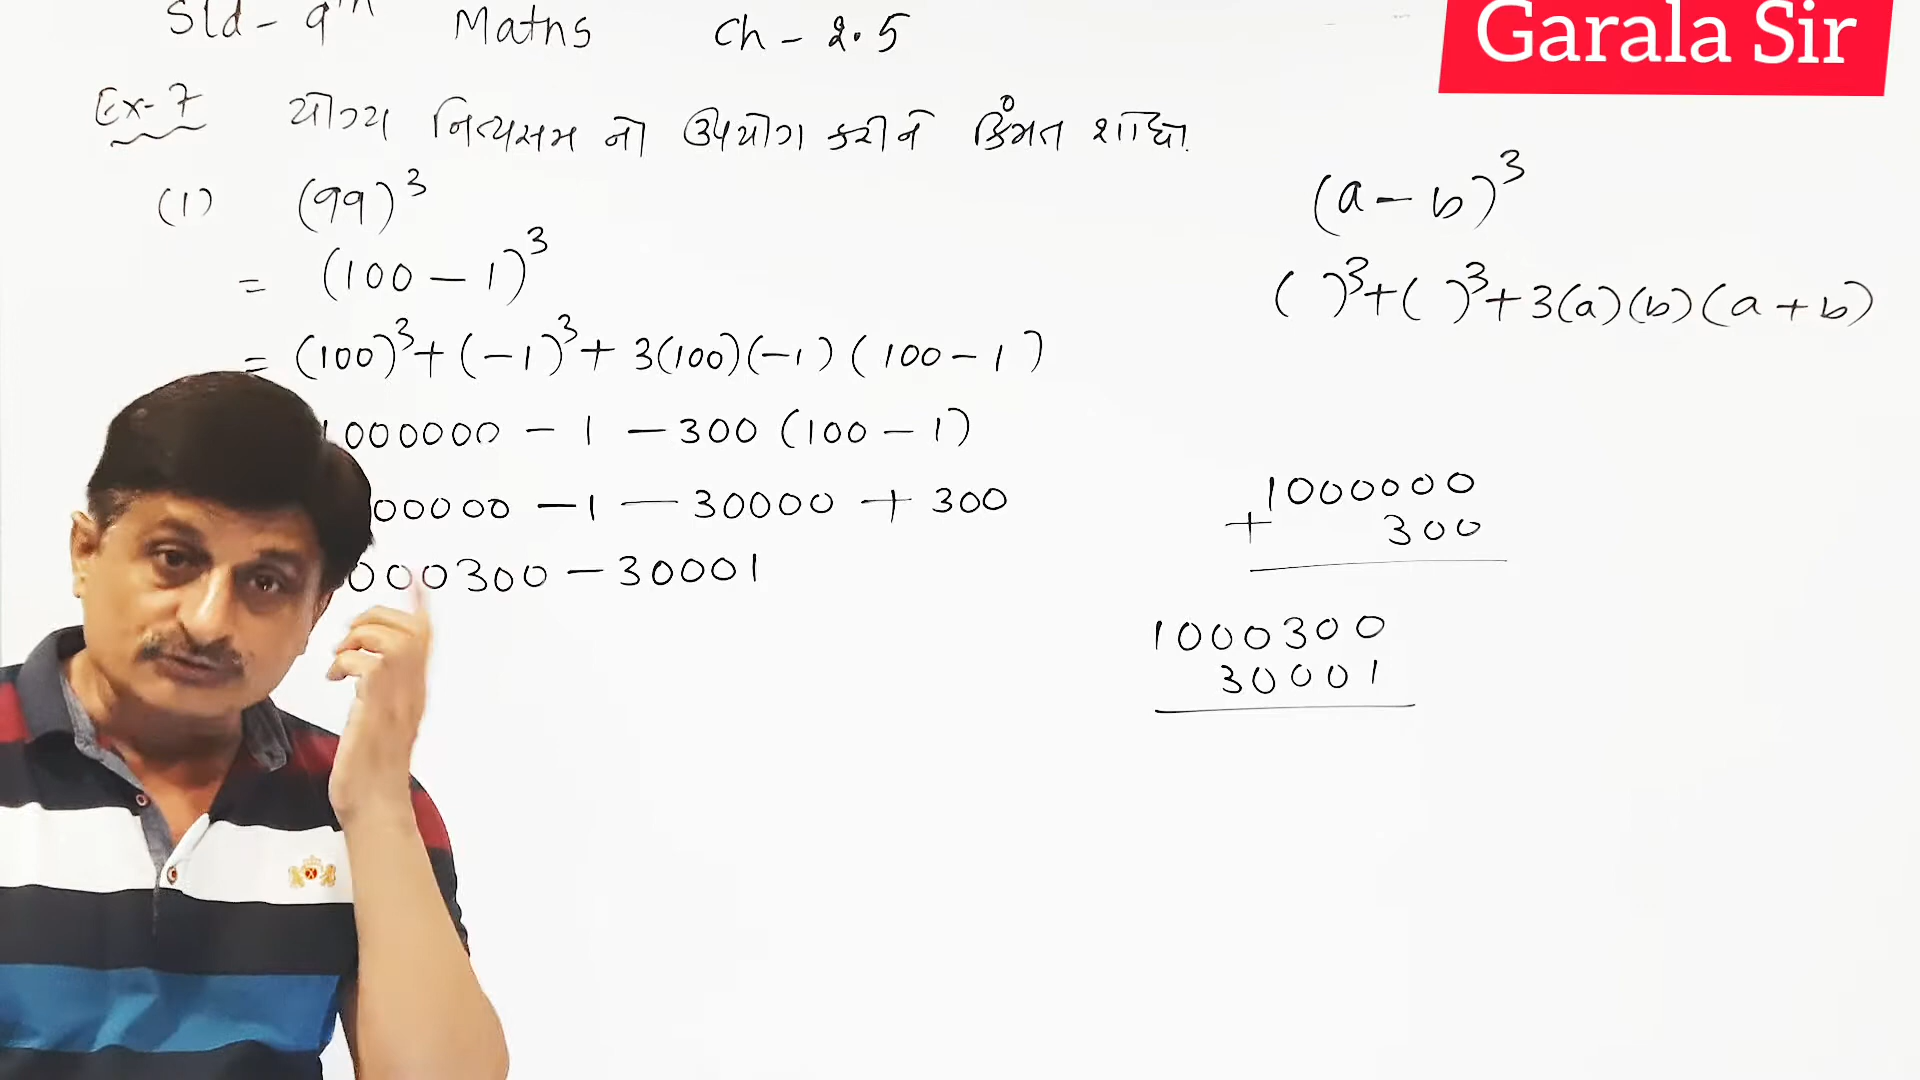 Std - 9th Maths Ch - 2.5
Garala Sir
Ex-7 યોગ્ય નિત્યસમ નો ઉપયોગ કરીને કિંમત શોધો.
(1) (99)³
= (100 - 1)³
= (100)³ + (-1)³ + 3(100)(-1)(100 - 1)
1000000 - 1 - 300 (100 - 1)
00000 - 1 - 30000 + 300
000300 - 30001
(a - b)³
( )³ + ( )³ + 3(a)(b)(a + b)
1000000
+ 300
1000300
30001